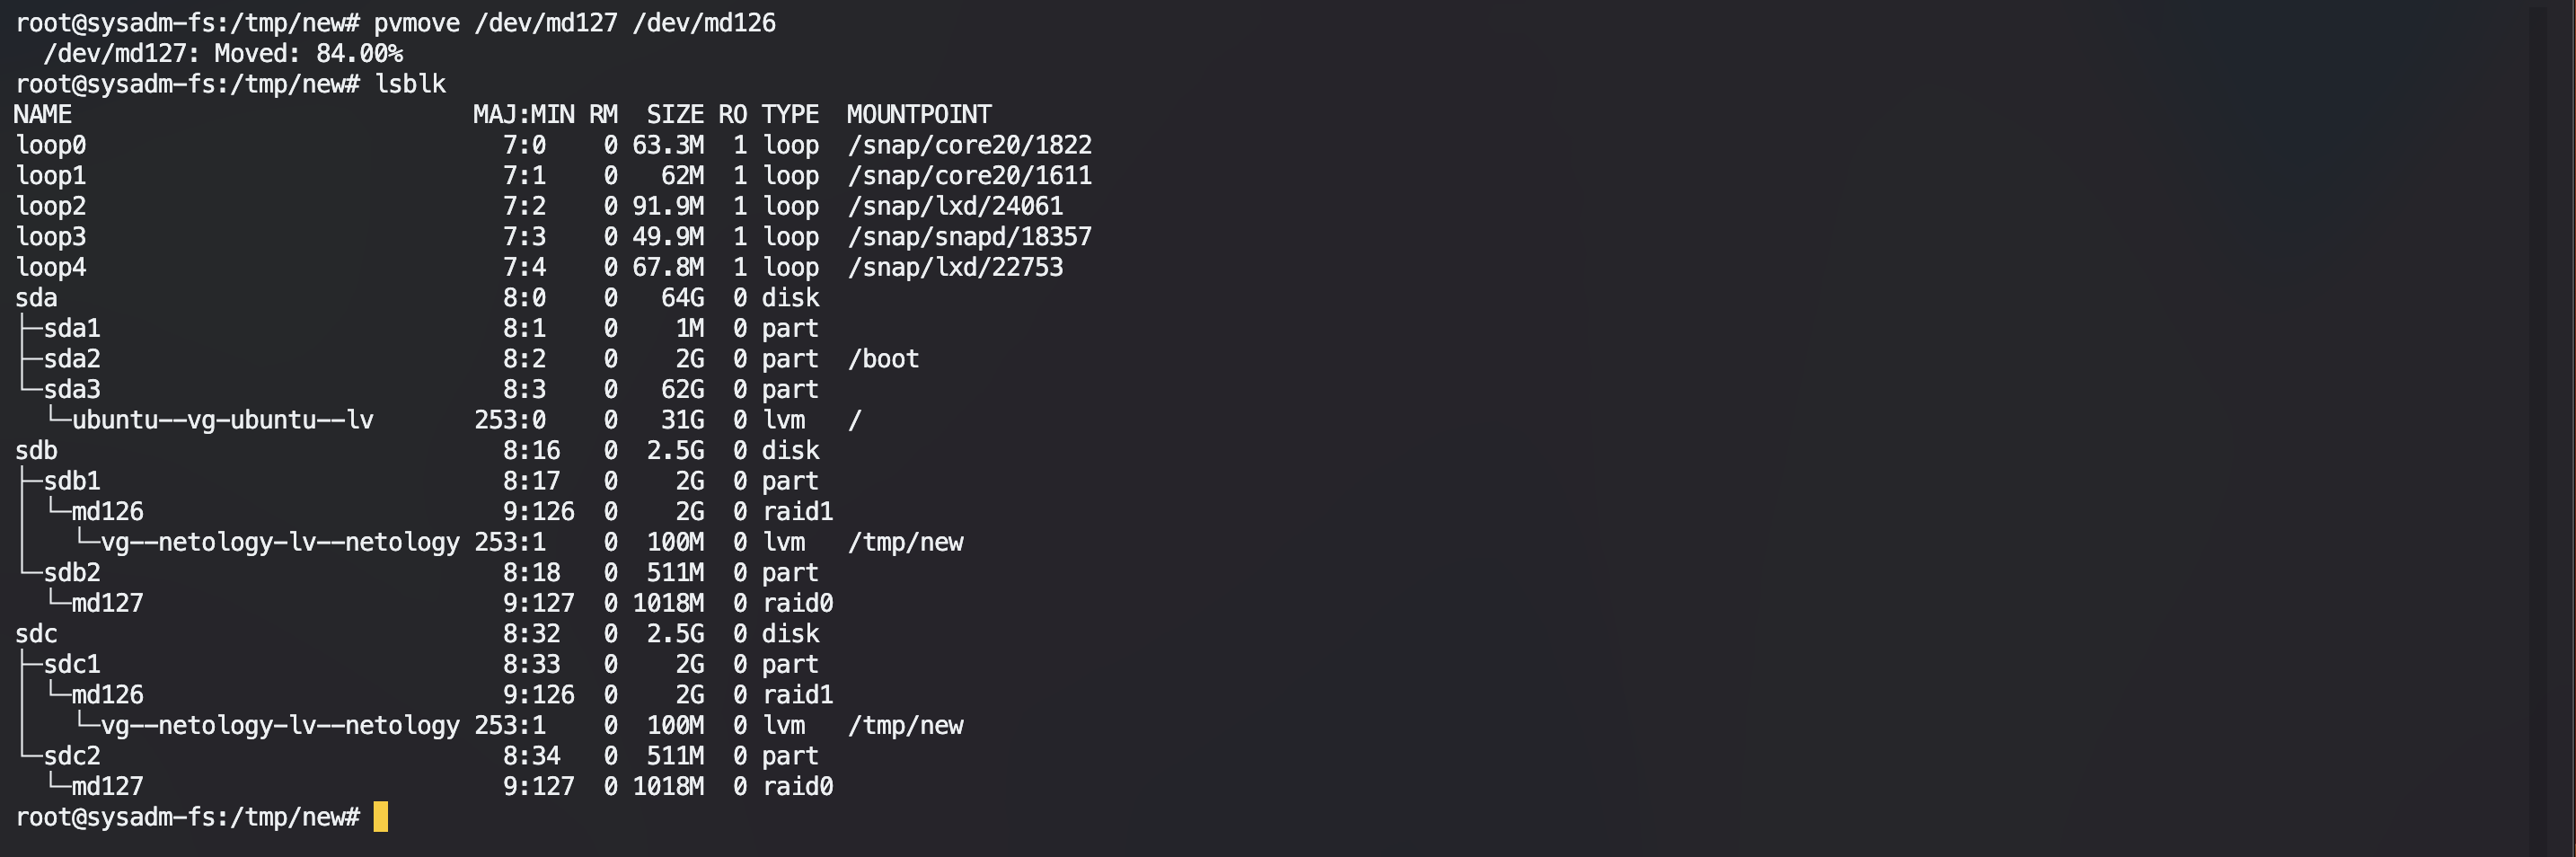 root@sysadm-fs:/tmp/new# pvmove /dev/md127 /dev/md126
  /dev/md127: Moved: 84.00%
root@sysadm-fs:/tmp/new# lsblk
NAME                            MAJ:MIN RM   SIZE RO TYPE  MOUNTPOINT
loop0                             7:0    0  63.3M  1 loop  /snap/core20/1822
loop1                             7:1    0    62M  1 loop  /snap/core20/1611
loop2                             7:2    0  91.9M  1 loop  /snap/lxd/24061
loop3                             7:3    0  49.9M  1 loop  /snap/snapd/18357
loop4                             7:4    0  67.8M  1 loop  /snap/lxd/22753
sda                               8:0    0    64G  0 disk
├─sda1                            8:1    0     1M  0 part
├─sda2                            8:2    0     2G  0 part  /boot
└─sda3                            8:3    0    62G  0 part
  └─ubuntu--vg-ubuntu--lv       253:0    0    31G  0 lvm   /
sdb                               8:16   0   2.5G  0 disk
├─sdb1                            8:17   0     2G  0 part
│ └─md126                         9:126  0     2G  0 raid1
│   └─vg--netology-lv--netology 253:1    0   100M  0 lvm   /tmp/new
└─sdb2                            8:18   0   511M  0 part
  └─md127                         9:127  0  1018M  0 raid0
sdc                               8:32   0   2.5G  0 disk
├─sdc1                            8:33   0     2G  0 part
│ └─md126                         9:126  0     2G  0 raid1
│   └─vg--netology-lv--netology 253:1    0   100M  0 lvm   /tmp/new
└─sdc2                            8:34   0   511M  0 part
  └─md127                         9:127  0  1018M  0 raid0
root@sysadm-fs:/tmp/new#